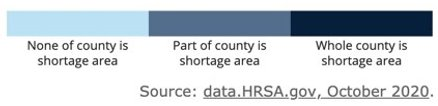 None of county is Part of county is Whole county is
shortage area shortage area shortage area
Source: data.HRSA.gov, October 2020.